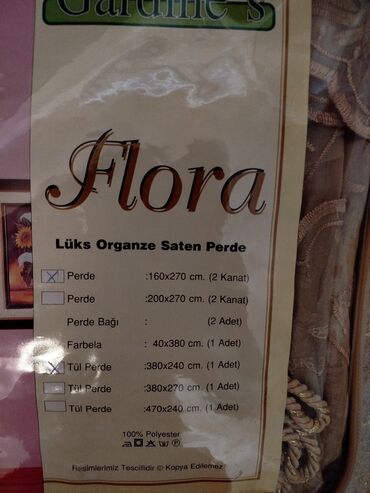 Gardine-s
Flora
Lüks Organze Saten Perde
Perde :160x270 cm. (2 Kanat)
Perde :200x270 cm. (2 Kanat)
Perde Bağı : (2 Adet)
Farbela : 40x380 cm. (1 Adet)
Tül Perde :380x240 cm. (1 Adet)
Tül Perde :380x270 cm. (1 Adet)
Tül Perde :470x240 cm. (1 Adet)
100% Polyester
Resimlerimiz Tescillidir © Kopya Edilemez